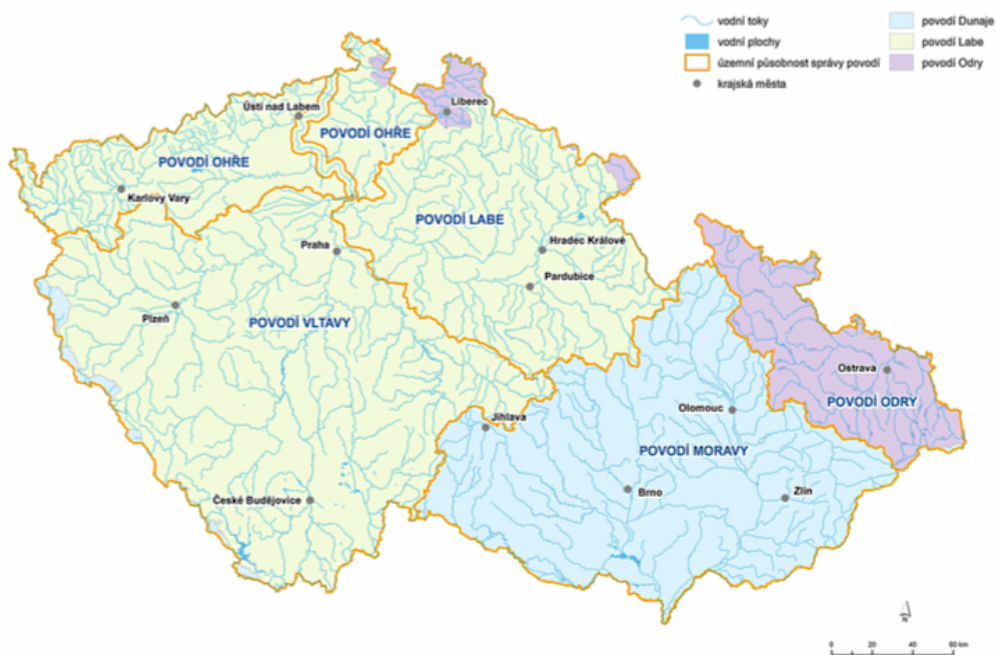 vodní toky
vodní plochy
územní působnost správy povodí
krajská města
povodí Dunaje
povodí Labe
povodí Odry
Liberec
Ústí nad Labem
POVODÍ OHŘE
POVODÍ OHŘE
Karlovy Vary
POVODÍ LABE
Praha
Hradec Králové
Pardubice
Plzeň
POVODÍ VLTAVY
Ostrava
POVODÍ ODRY
Olomouc
Jihlava
POVODÍ MORAVY
Brno
Zlín
České Budějovice
N
0 20 40 60 km